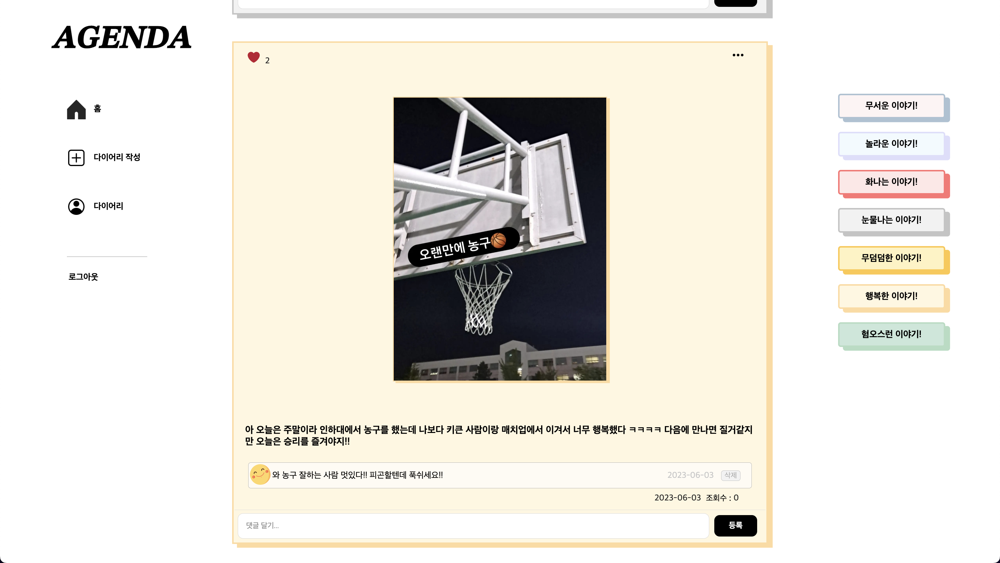 AGENDA
홈
다이어리 작성
다이어리
로그아웃
2
오랜만에 농구
아 오늘은 주말이라 인하대에서 농구를 했는데 나보다 키큰 사람이랑 매치업에서 이겨서 너무 행복했다 ㅋㅋㅋㅋ 다음에 만나면 질거같지
만 오늘은 승리를 즐겨야지!!
와 농구 잘하는 사람 멋있다!! 피곤할텐데 푹쉬세요!! 2023-06-03 삭제
2023-06-03 조회수 : 0
댓글 달기... 등록
무서운 이야기!
놀라운 이야기!
화나는 이야기!
눈물나는 이야기!
무덤덤한 이야기!
행복한 이야기!
혐오스런 이야기!